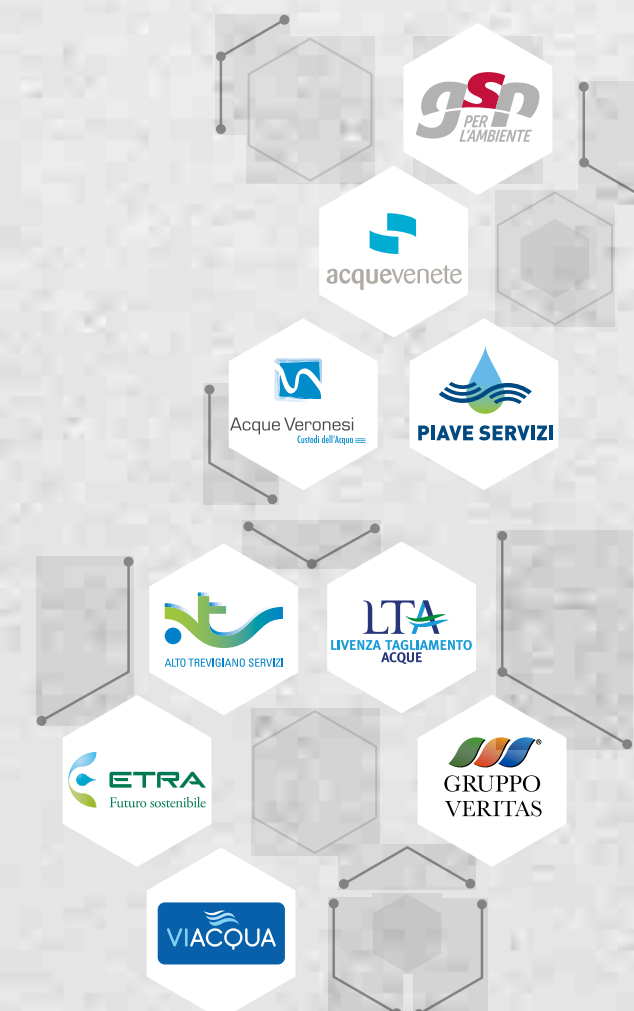 gsp
PER
L'AMBIENTE
acquevenete
Acque Veronesi
Custodi dell'Acqua
PIAVE SERVIZI
ALTO TREVIGIANO SERVIZI
LTA
LIVENZA TAGLIAMENTO
ACQUE
ETRA
Futuro sostenibile
GRUPPO
VERITAS
VIACQUA